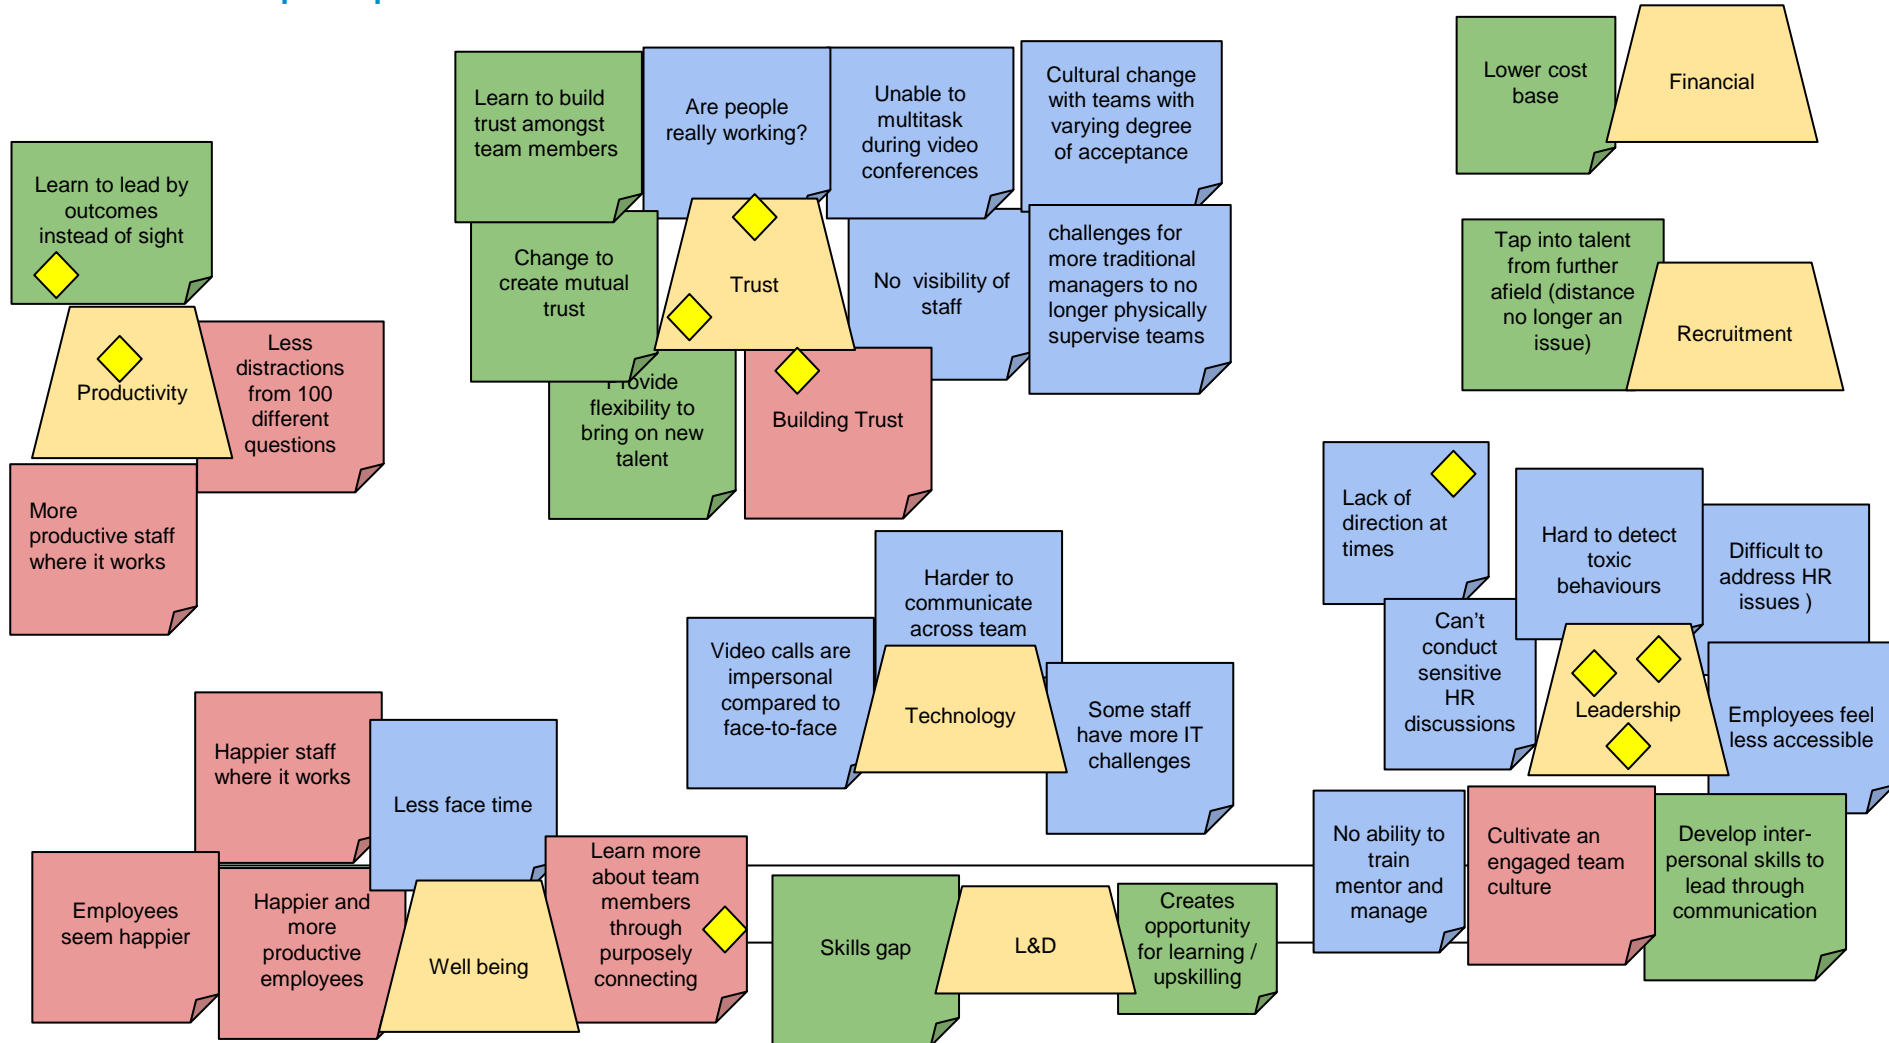 Learn to build
trust amongst
team members
Are people
really working?
Unable to
multitask
during video
conferences
Cultural change
with teams with
varying degree
of acceptance
Lower cost
base
Financial
Learn to lead by
outcomes
instead of sight
Change to
create mutual
trust
Trust
No visibility of
staff
challenges for
more traditional
managers to no
longer physically
supervise teams
Tap into talent
from further
afield (distance
no longer an
issue)
Recruitment
Productivity
Less
distractions
from 100
different
questions
Provide
flexibility to
bring on new
talent
Building Trust
More
productive staff
where it works
Lack of
direction at
times
Hard to detect
toxic
behaviours
Difficult to
address HR
issues )
Harder to
communicate
across team
Video calls are
impersonal
compared to
face-to-face
Technology
Some staff
have more IT
challenges
Can't
conduct
sensitive
HR
discussions
Leadership
Employees feel
less accessible
Happier staff
where it works
Less face time
Employees
seem happier
Happier and
more
productive
employees
Well being
Learn more
about team
members
through
purposely
connecting
Skills gap
L&D
Creates
opportunity
for learning /
upskilling
No ability to
train
mentor and
manage
Cultivate an
engaged team
culture
Develop inter-
personal skills to
lead through
communication